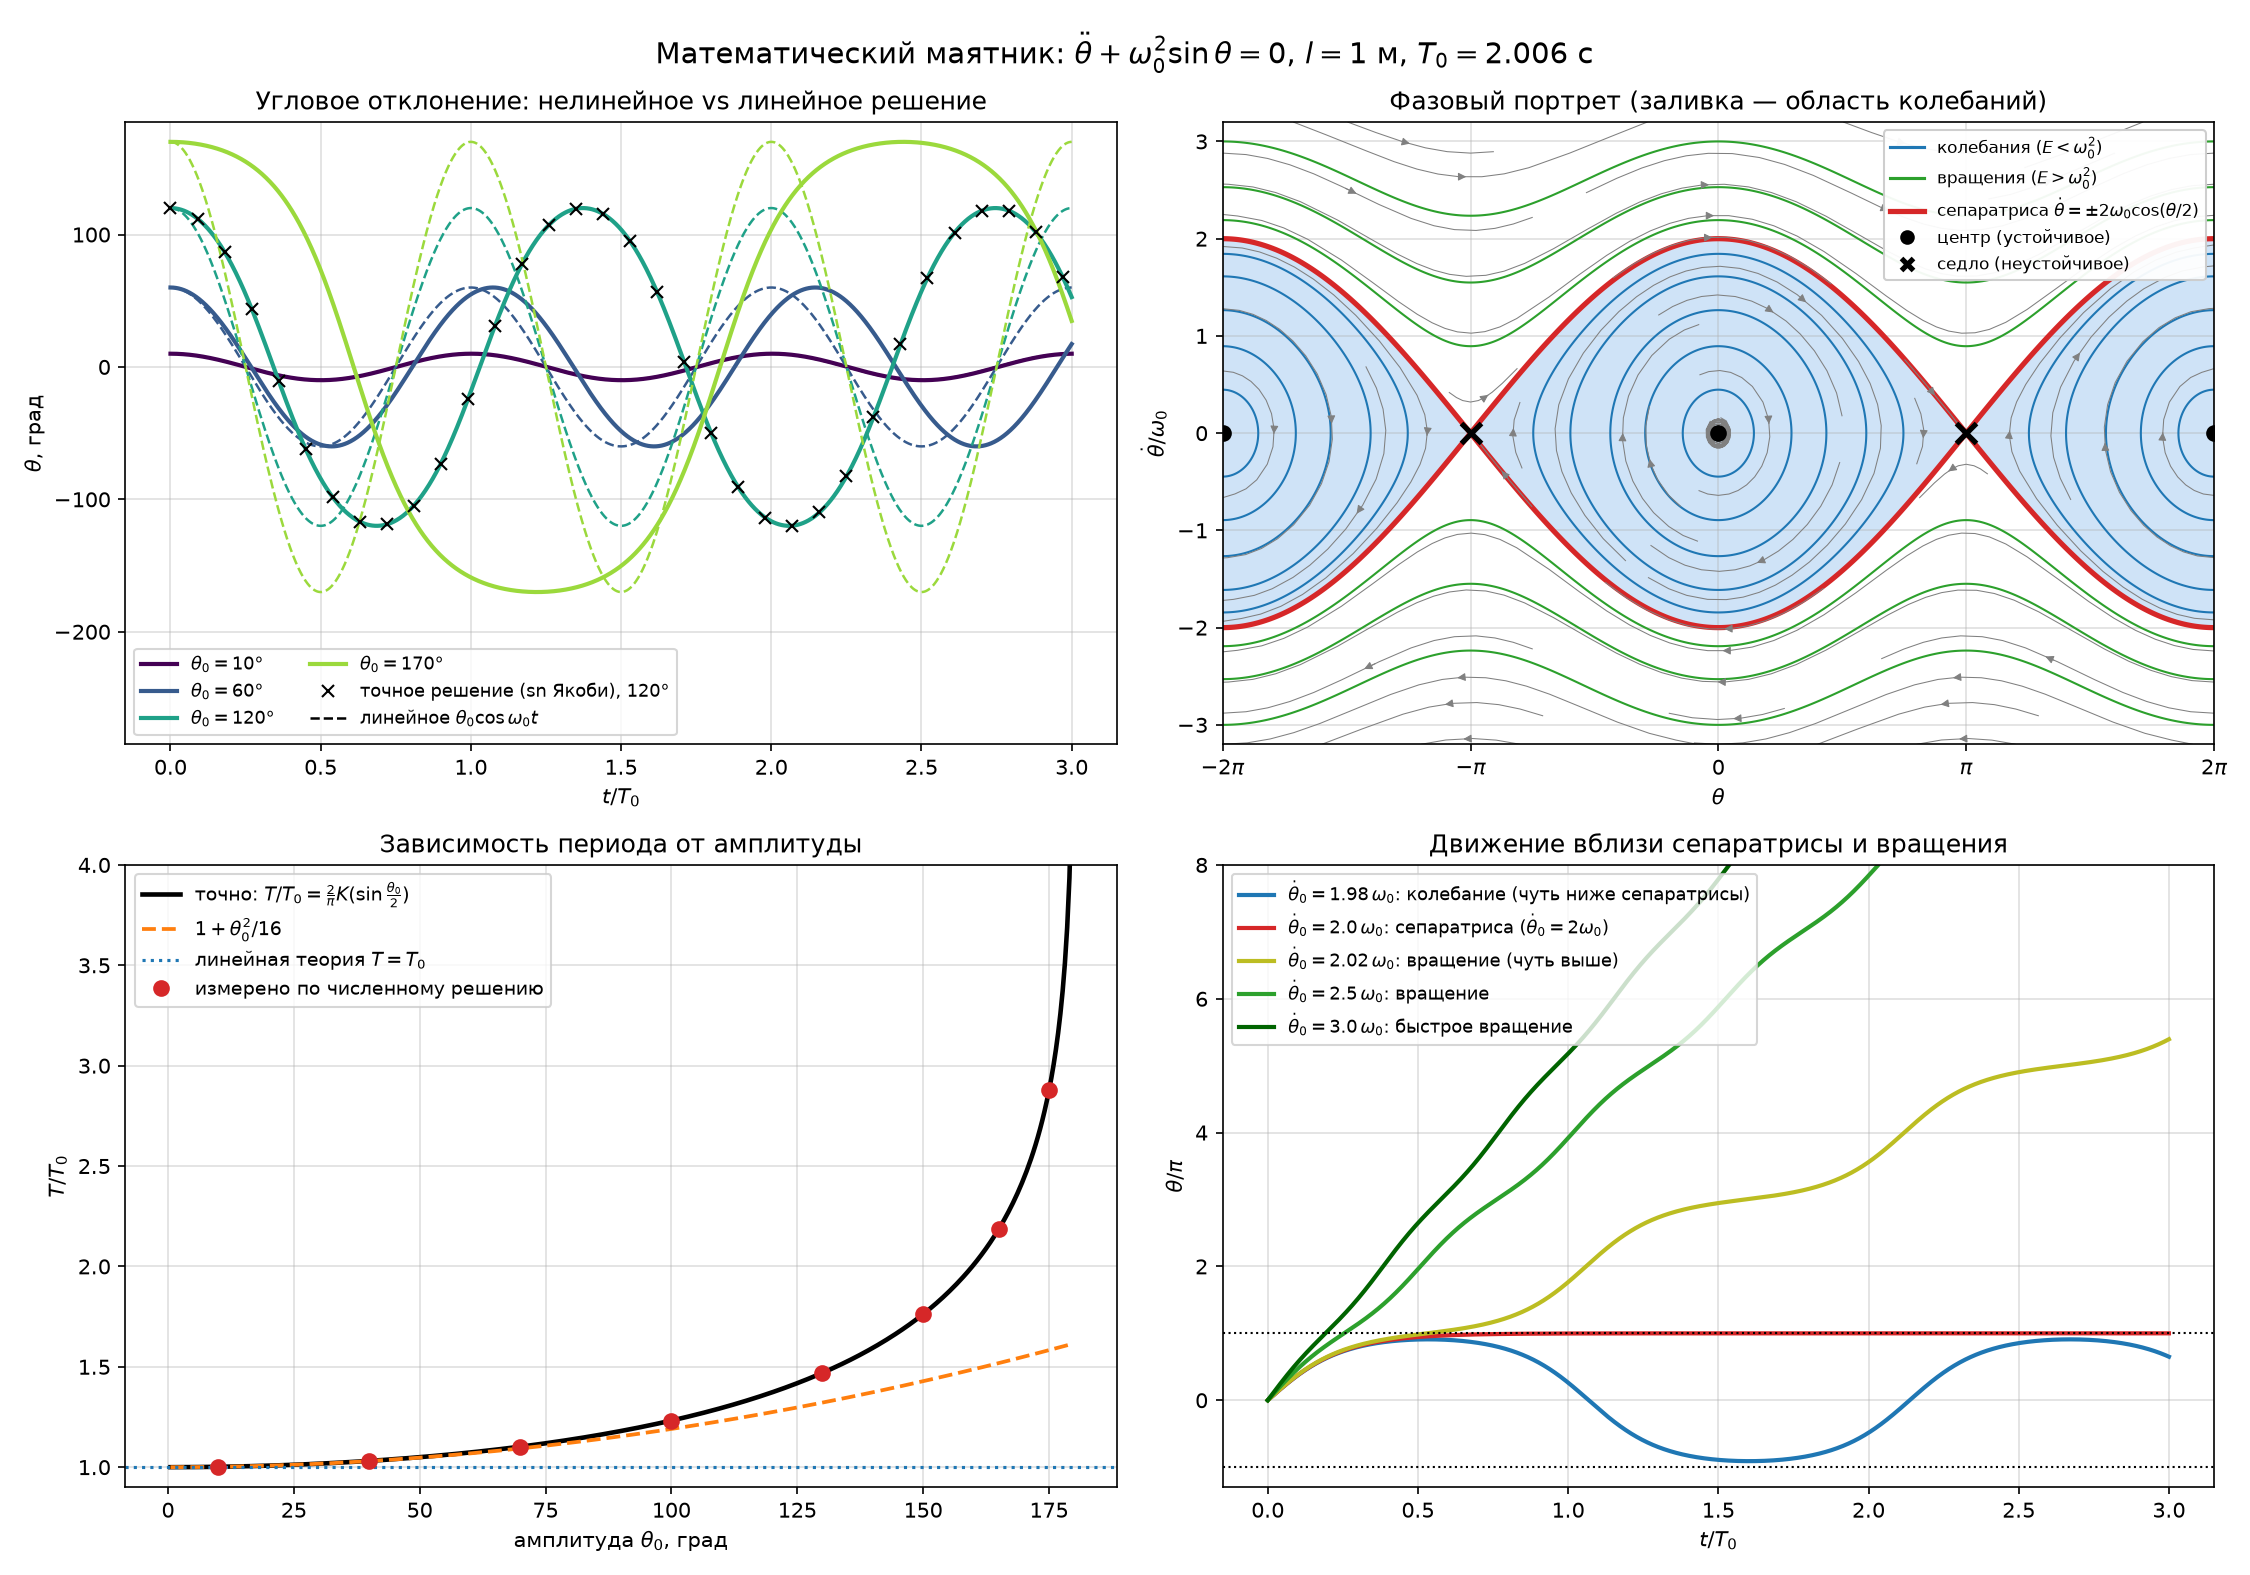 Математический маятник: θ̈ + ω₀² sin θ = 0, l = 1 м, T₀ = 2.006 с
Угловое отклонение: нелинейное vs линейное решение
θ, град
100
0
−100
−200
θ₀ = 10°
θ₀ = 60°
θ₀ = 120°
θ₀ = 170°
точное решение (sn Якоби), 120°
линейное θ₀cos ω₀t
0.0 0.5 1.0 1.5 2.0 2.5 3.0
t/T₀
Фазовый портрет (заливка — область колебаний)
θ̇/ω₀
3
2
1
0
−1
−2
−3
колебания (E < ω₀²)
вращения (E > ω₀²)
сепаратриса θ̇ = ±2ω₀cos(θ/2)
центр (устойчивое)
седло (неустойчивое)
−2π −π 0 π 2π
θ
Зависимость периода от амплитуды
T/T₀
4.0
3.5
3.0
2.5
2.0
1.5
1.0
точно: T/T₀ = 2/π K(sin θ₀/2)
1 + θ₀²/16
линейная теория T = T₀
измерено по численному решению
0 25 50 75 100 125 150 175
амплитуда θ₀, град
Движение вблизи сепаратрисы и вращения
θ/π
8
6
4
2
0
θ̇₀ = 1.98 ω₀: колебание (чуть ниже сепаратрисы)
θ̇₀ = 2.0 ω₀: сепаратриса (θ̇₀ = 2ω₀)
θ̇₀ = 2.02 ω₀: вращение (чуть выше)
θ̇₀ = 2.5 ω₀: вращение
θ̇₀ = 3.0 ω₀: быстрое вращение
0.0 0.5 1.0 1.5 2.0 2.5 3.0
t/T₀